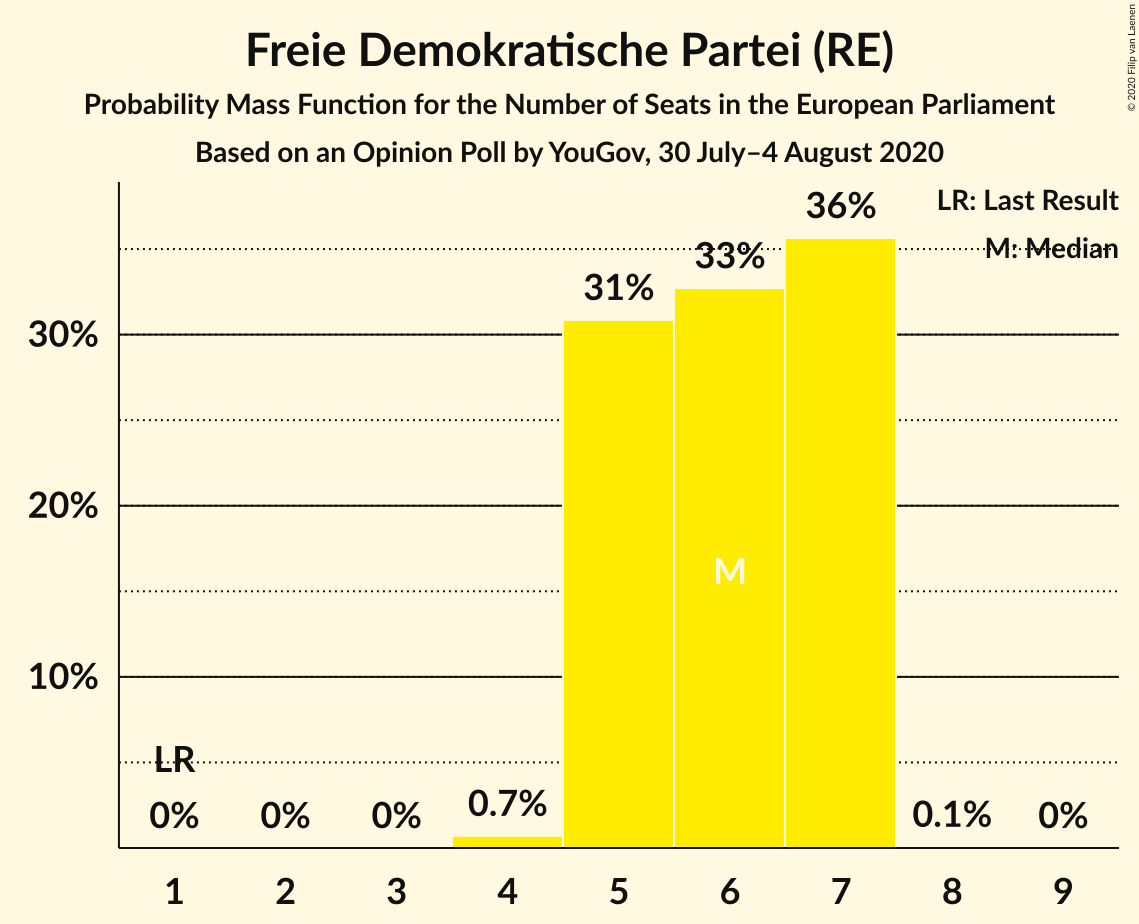 Freie Demokratische Partei (RE)
Probability Mass Function for the Number of Seats in the European Parliament
Based on an Opinion Poll by YouGov, 30 July–4 August 2020
© 2020 Filip van Laenen
LR: Last Result
M: Median
36%
33%
31%
30%
20%
M
10%
LR
0%
0%
0%
0.7%
0.1%
0%
1 2 3 4 5 6 7 8 9